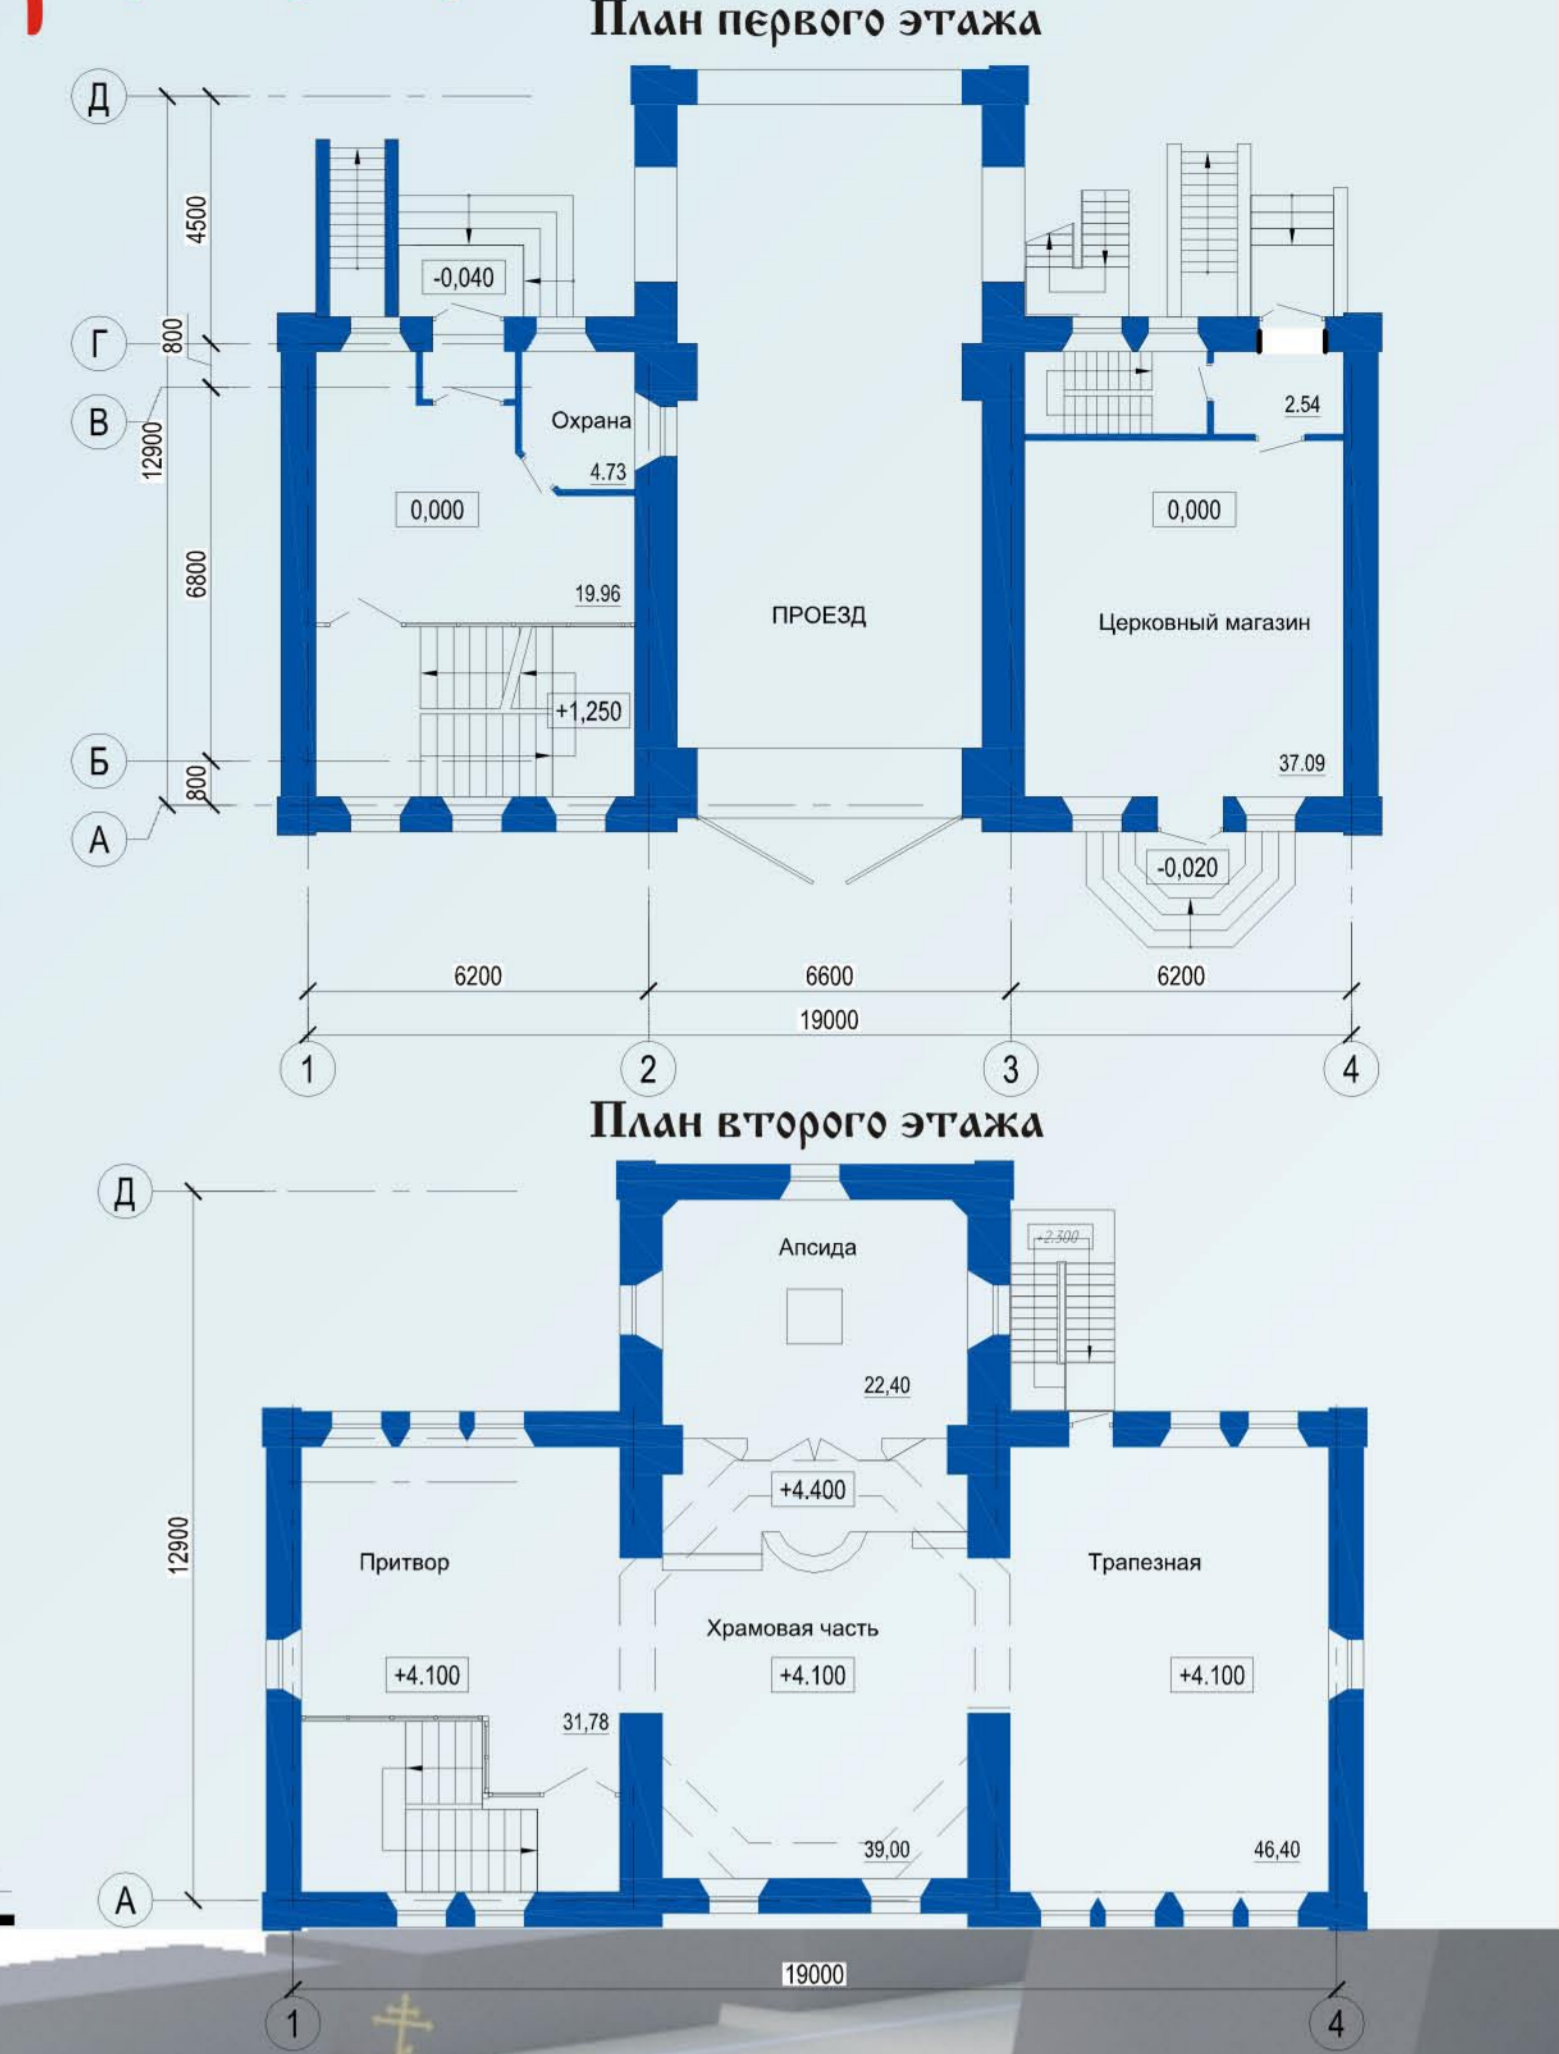 План первого этажа
Д
4500
-0,040
Г
800
В
12900
Охрана
4.73
2.54
0,000
0,000
6800
19.96
ПРОЕЗД
Церковный магазин
+1,250
Б
37.09
800
А
-0,020
6200
6600
6200
19000
1
2
3
4
План второго этажа
Д
+2.300
Апсида
22,40
+4.400
12900
Притвор
Трапезная
Храмовая часть
+4.100
+4.100
+4.100
31,78
39,00
46,40
А
19000
1
4